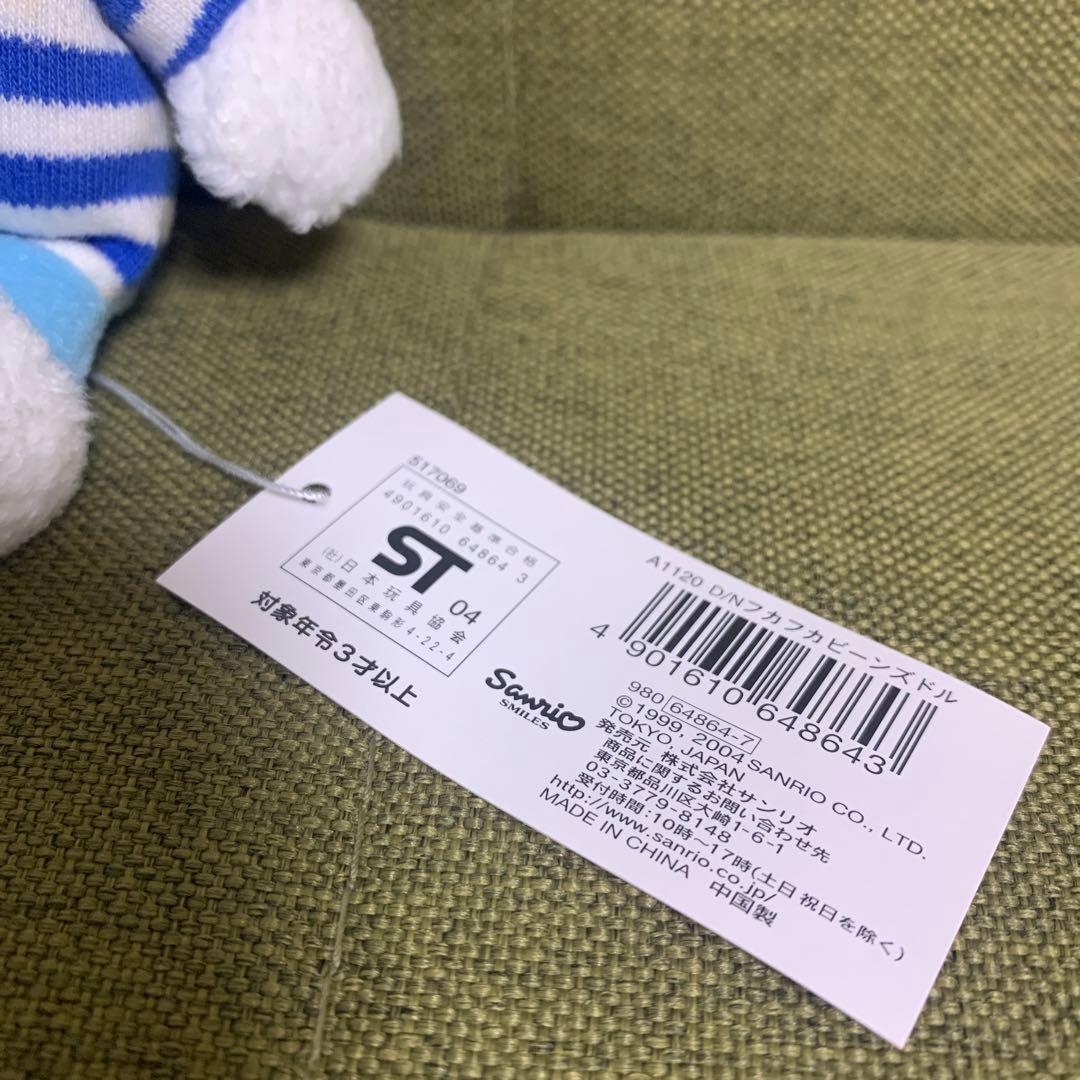 517069
玩具安全基準合格
4901610 64864 3
ST 04
(社)日本玩具協会
東京都墨田区東駒形4-22-4
対象年令3才以上
Sanrio
SMILES
A1120 D/Nフカフカビーンズドル
4 901610 648643
980 64864-7
©1999, 2004 SANRIO CO., LTD.
TOKYO, JAPAN
発売元 株式会社サンリオ
商品に関するお問い合わせ先
東京都品川区大崎1-6-1
03-3779-8148
受付時間:10時~17時(土日 祝日を除く)
http://www.sanrio.co.jp/
MADE IN CHINA 中国製